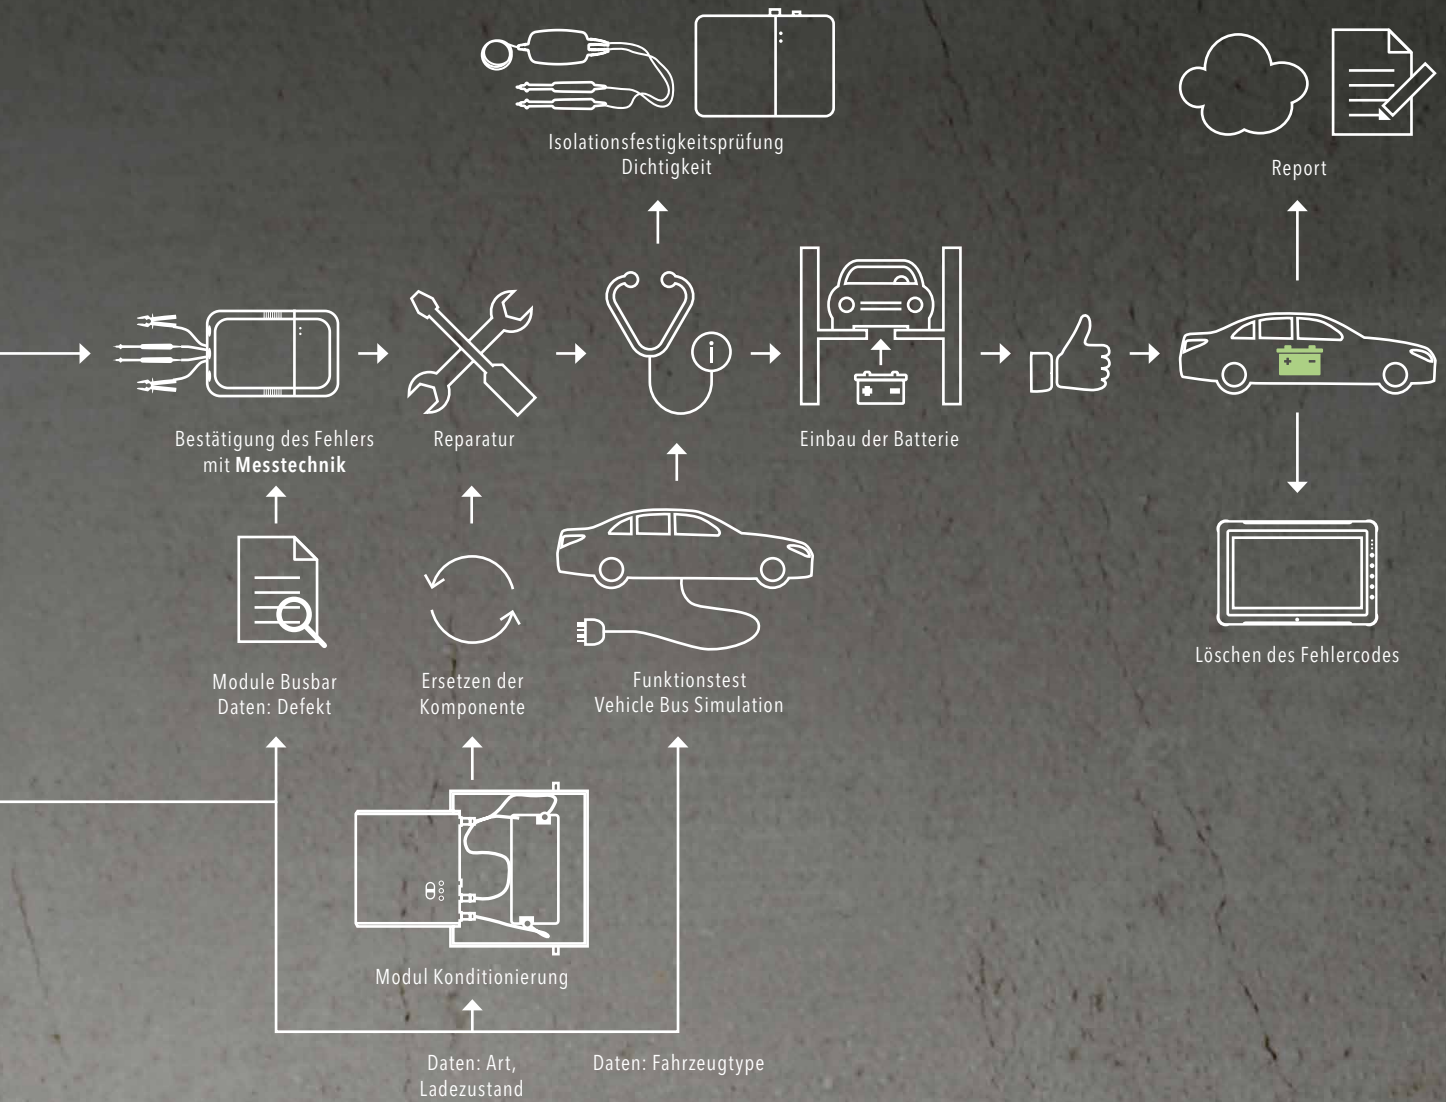 Isolationsfestigkeitsprüfung
Dichtigkeit
Report
Bestätigung des Fehlers
mit Messtechnik
Reparatur
Einbau der Batterie
Module Busbar
Daten: Defekt
Ersetzen der
Komponente
Funktionstest
Vehicle Bus Simulation
Löschen des Fehlercodes
Modul Konditionierung
Daten: Art,
Ladezustand
Daten: Fahrzeugtype